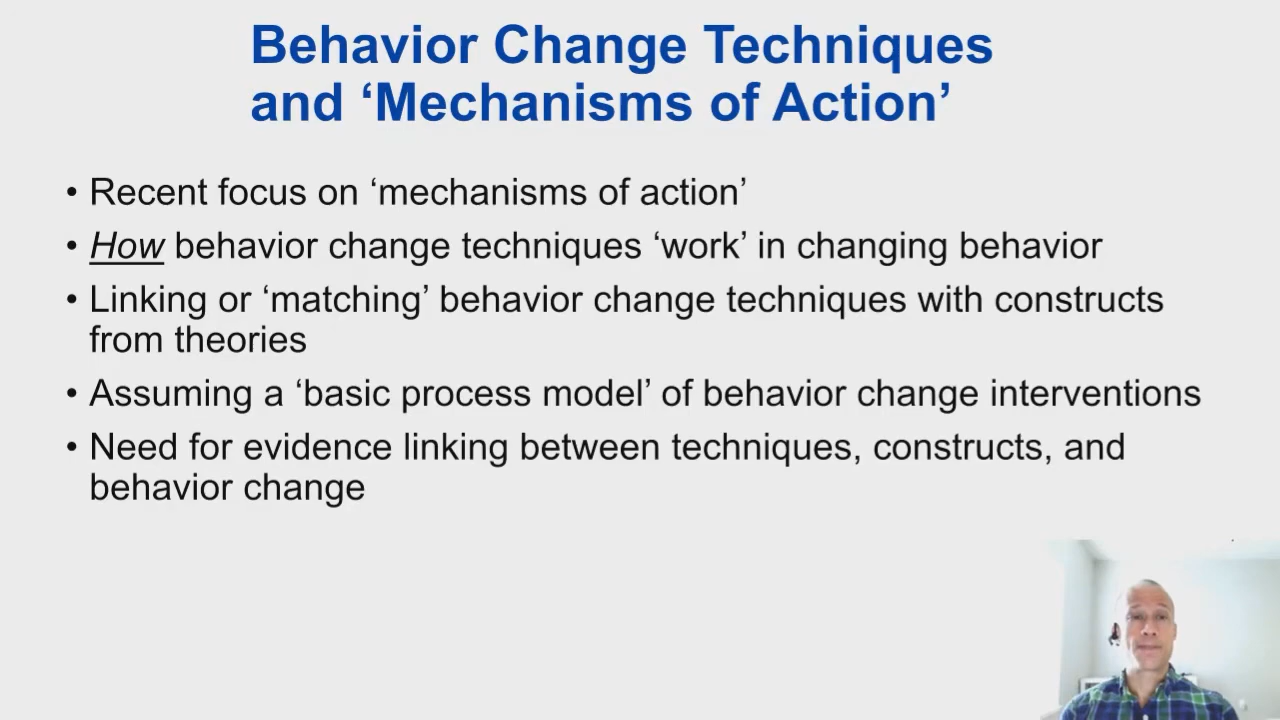 Behavior Change Techniques
and ‘Mechanisms of Action’
• Recent focus on ‘mechanisms of action’
• How behavior change techniques ‘work’ in changing behavior
• Linking or ‘matching’ behavior change techniques with constructs
from theories
• Assuming a ‘basic process model’ of behavior change interventions
• Need for evidence linking between techniques, constructs, and
behavior change